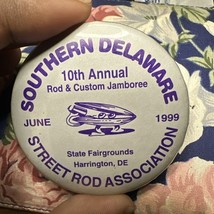 SOUTHERN DELAWARE
10th Annual
Rod & Custom Jamboree
JUNE 1999
State Fairgrounds
Harrington, DE
STREET ROD ASSOCIATION